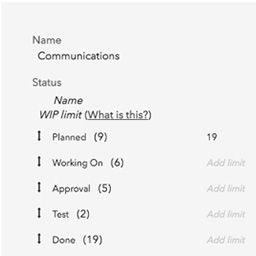 Name
Communications
Status
Name
WIP limit (What is this?)
Planned (9) 19
Working On (6) Add limit
Approval (5) Add limit
Test (2) Add limit
Done (19) Add limit